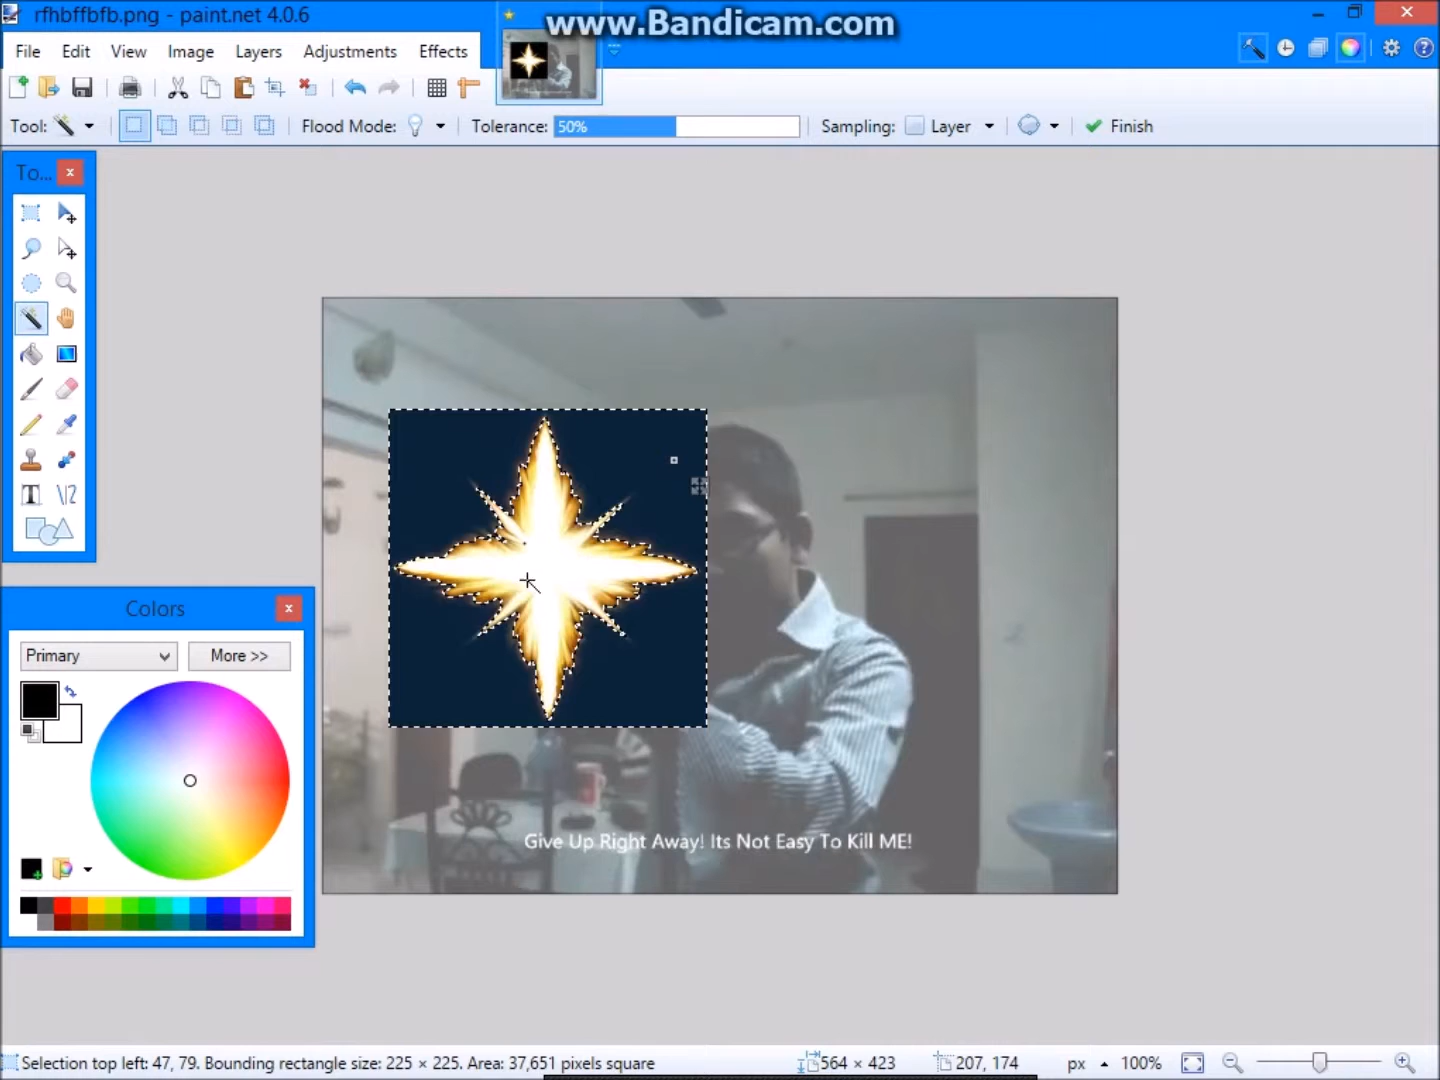 rfhbffbfb.png - paint.net 4.0.6
www.Bandicam.com
File Edit View Image Layers Adjustments Effects
Tool: Flood Mode: Tolerance: 50% Sampling: Layer Finish
To...
Colors
Primary More >>
Give Up Right Away! Its Not Easy To Kill ME!
Selection top left: 47, 79. Bounding rectangle size: 225 × 225. Area: 37,651 pixels square 564 × 423 207, 174 px 100%